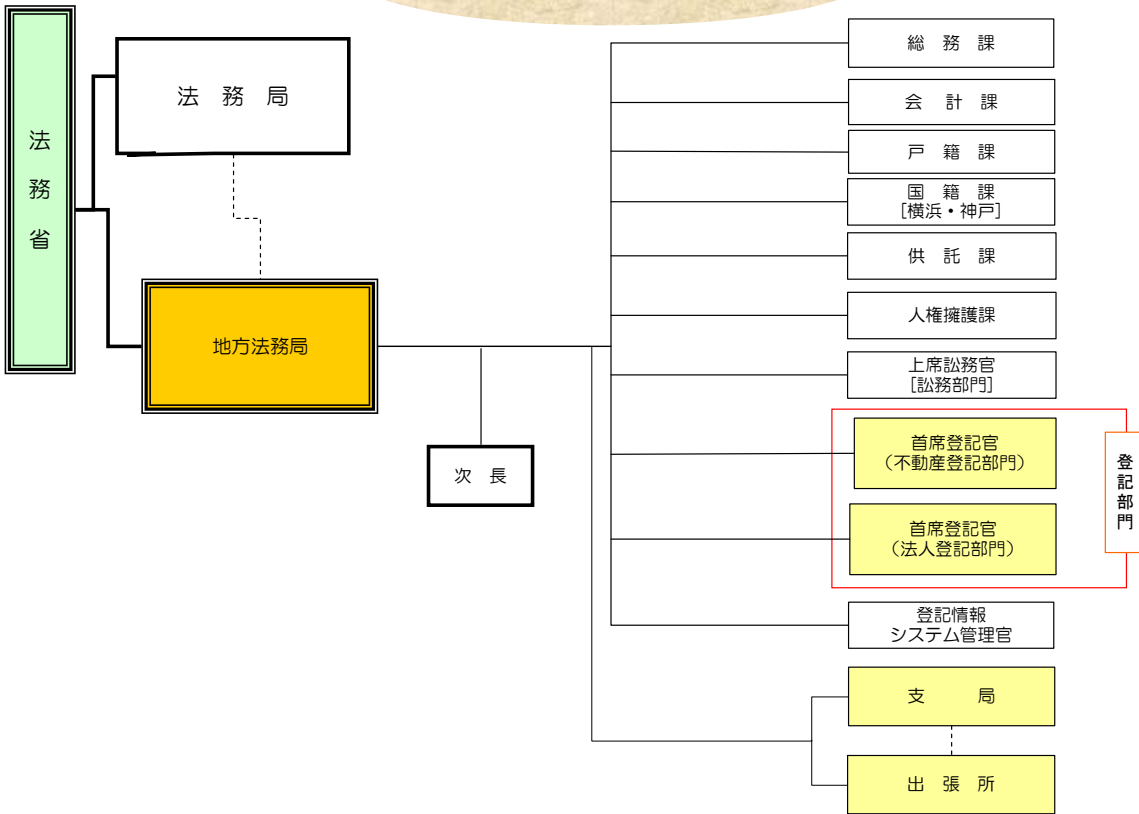 法務省
法務局
地方法務局
次長
総務課
会計課
戸籍課
国籍課
[横浜・神戸]
供託課
人権擁護課
上席訟務官
[訟務部門]
首席登記官
(不動産登記部門)
首席登記官
(法人登記部門)
登記部門
登記情報
システム管理官
支局
出張所